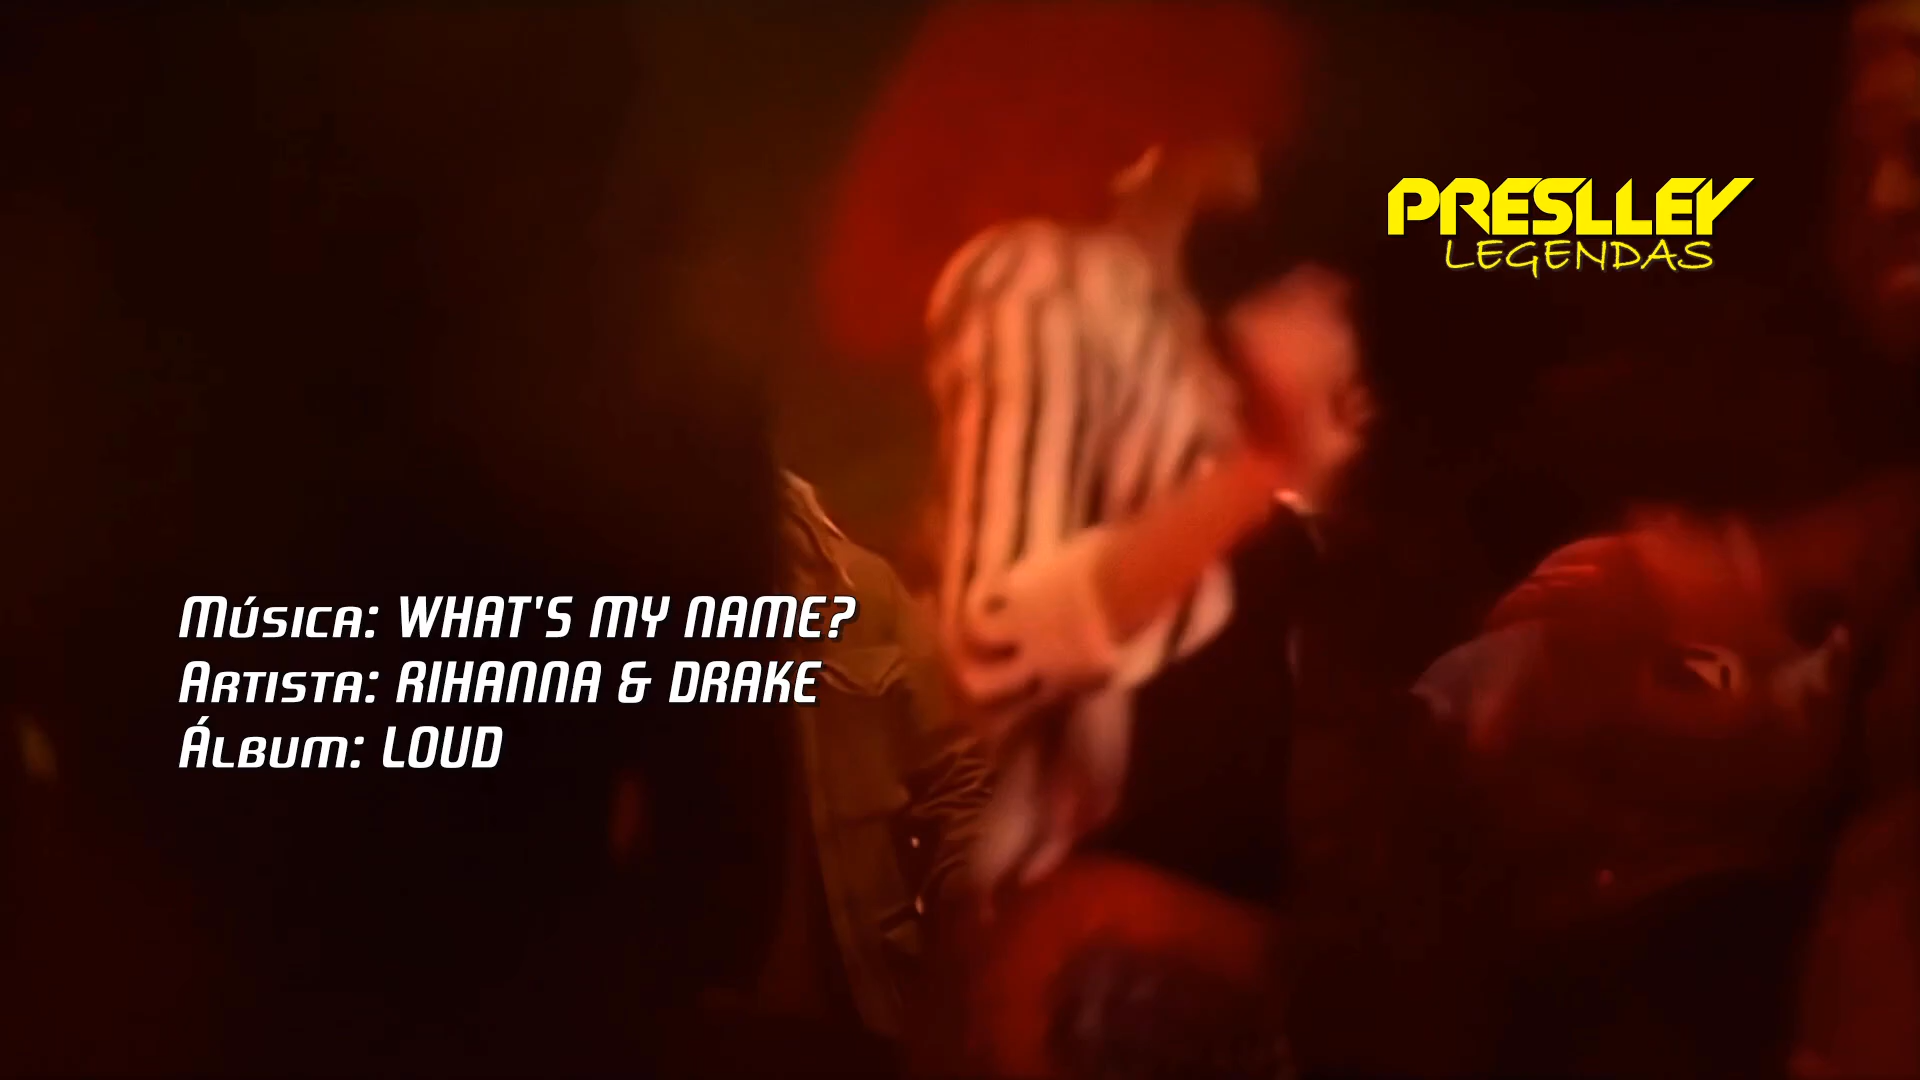 PRESLLEY
LEGENDAS
Música: WHAT'S MY NAME?
Artista: RIHANNA & DRAKE
Álbum: LOUD